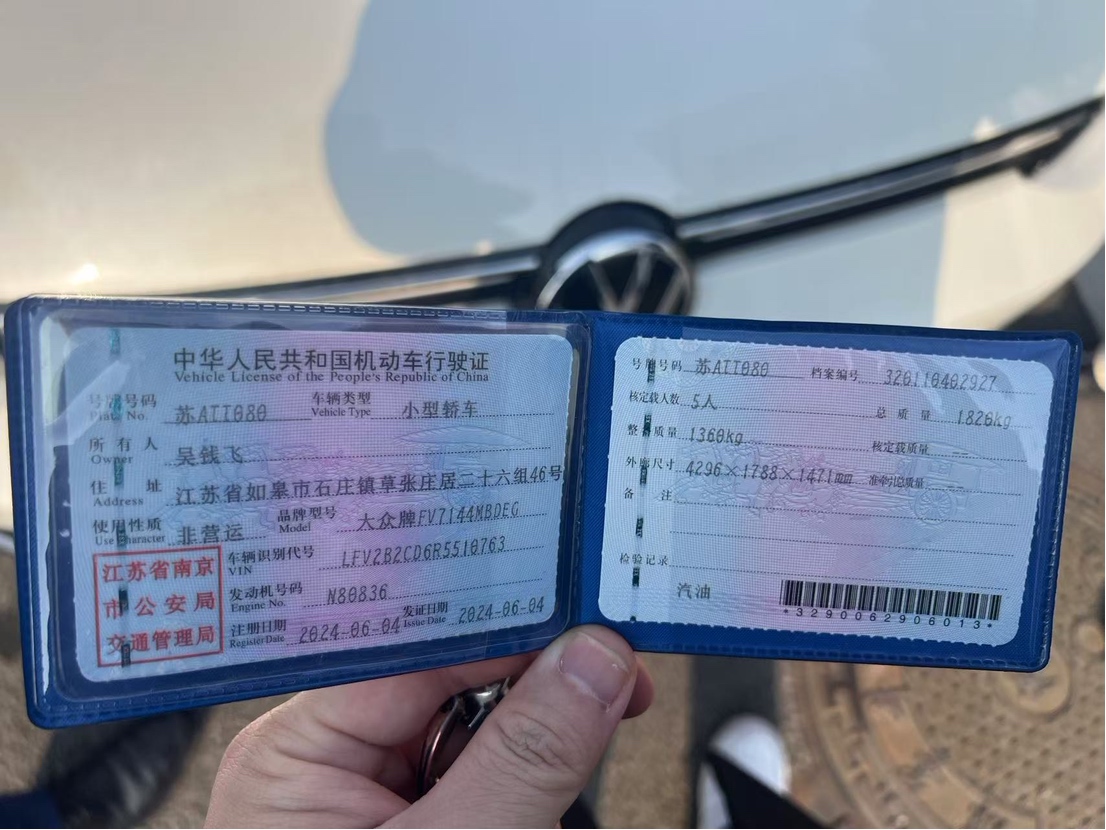 中华人民共和国机动车行驶证
Vehicle License of the People's Republic of China
号牌号码 苏ATT080 车辆类型 小型轿车
Plate No. Vehicle Type
所有人 吴钱飞
Owner
住址 江苏省如皋市石庄镇草张庄居二十六组46号
Address
使用性质 非营运 品牌型号 大众牌FV7144NBDEG
Use Character Model
车辆识别代号 LFV2B2CD6R5510763
VIN
发动机号码 N80836
Engine No.
注册日期 2024-06-04 发证日期 2024-06-04
Register Date Issue Date
江苏省南京
市公安局
交通管理局
号牌号码 苏ATT080 档案编号 320110402927
核定载人数 5人 总质量 1820kg
整备质量 1360kg 核定载质量 --
外廓尺寸 4296×1788×1471mm 准牵引总质量 --
备注
检验记录
汽油
*3290062906013*